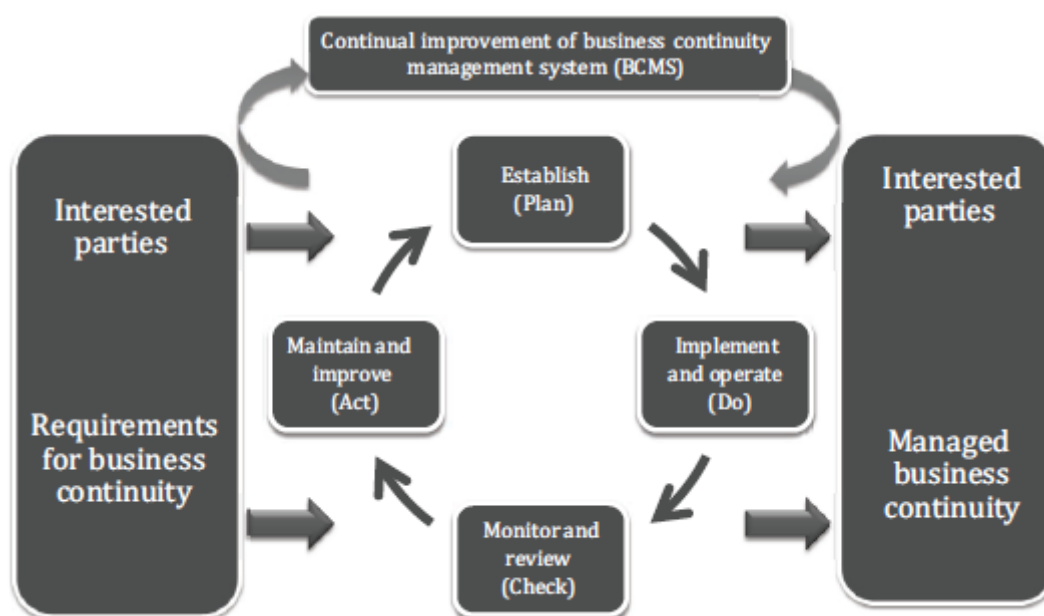 Continual improvement of business continuity
management system (BCMS)
Interested
parties
Requirements
for business
continuity
Establish
(Plan)
Maintain and
improve
(Act)
Implement
and operate
(Do)
Monitor and
review
(Check)
Interested
parties
Managed
business
continuity